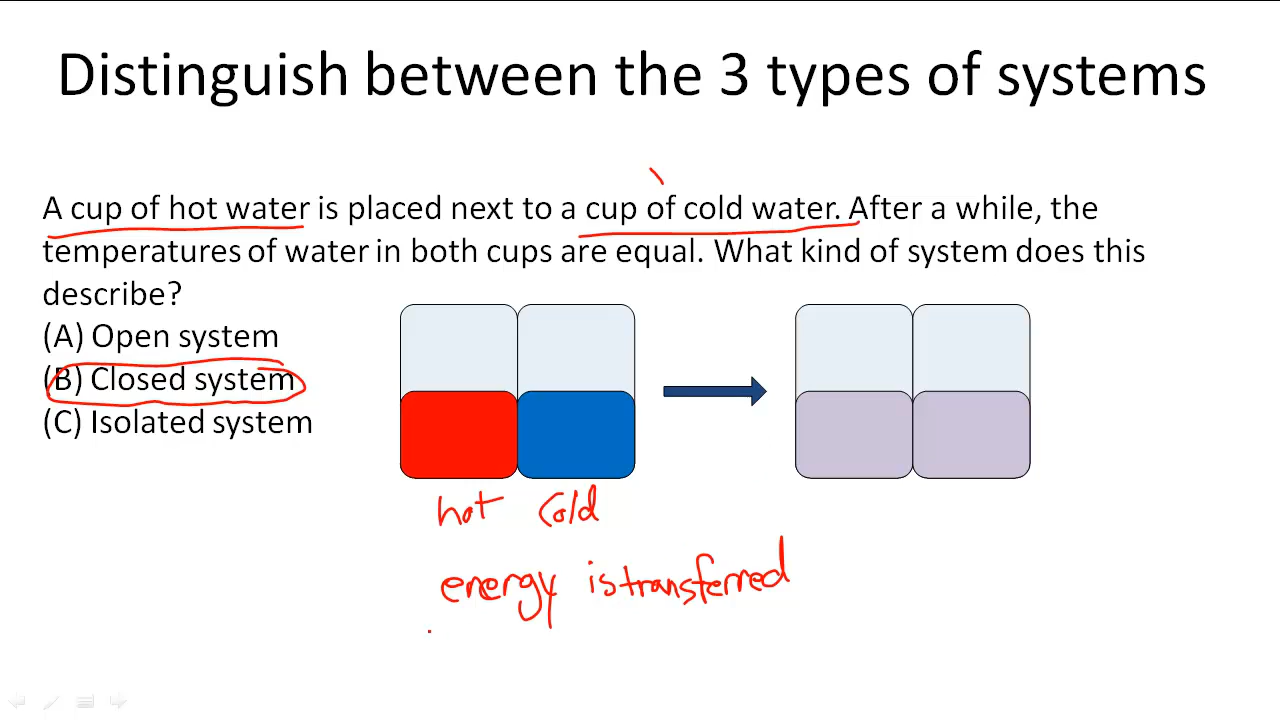 Distinguish between the 3 types of systems
A cup of hot water is placed next to a cup of cold water. After a while, the
temperatures of water in both cups are equal. What kind of system does this
describe?
(A) Open system
(B) Closed system
(C) Isolated system
hot cold
energy is transferred